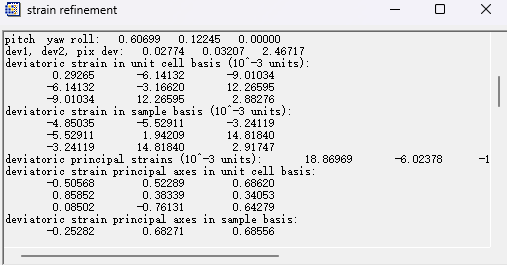 strain refinement
pitch yaw roll: 0.60699 0.12245 0.00000
dev1, dev2, pix dev: 0.02774 0.03207 2.46717
deviatoric strain in unit cell basis (10^-3 units):
0.29265 -6.14132 -9.01034
-6.14132 -3.16620 12.26595
-9.01034 12.26595 2.88276
deviatoric strain in sample basis (10^-3 units):
-4.85035 -5.52911 -3.24119
-5.52911 1.94209 14.81840
-3.24119 14.81840 2.91747
deviatoric principal strains (10^-3 units): 18.86969 -6.02378 -1
deviatoric strain principal axes in unit cell basis:
-0.50568 0.52289 0.68620
0.85852 0.38339 0.34053
0.08502 -0.76131 0.64279
deviatoric strain principal axes in sample basis:
-0.25282 0.68271 0.68556